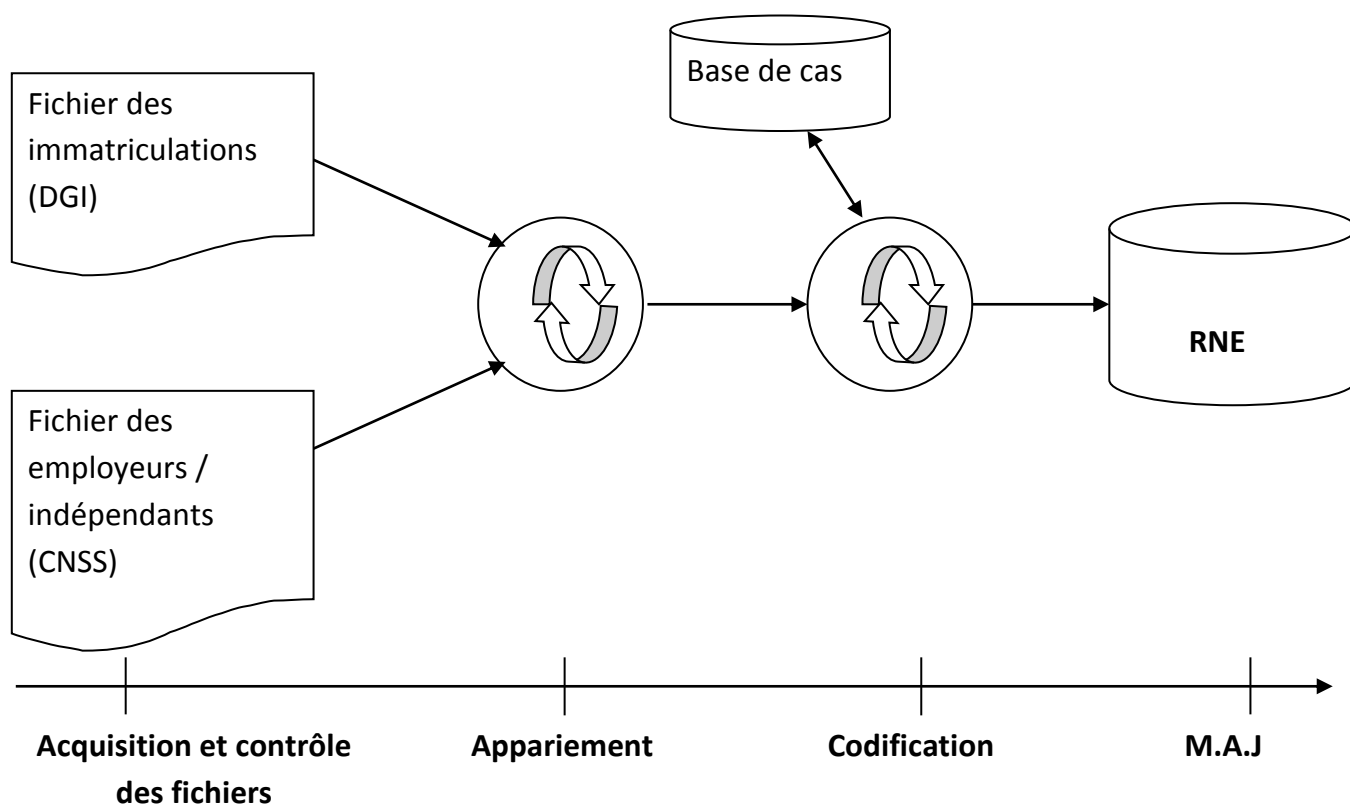 Base de cas
Fichier des
immatriculations
(DGI)
RNE
Fichier des
employeurs /
indépendants
(CNSS)
Acquisition et contrôle
des fichiers
Appariement
Codification
M.A.J